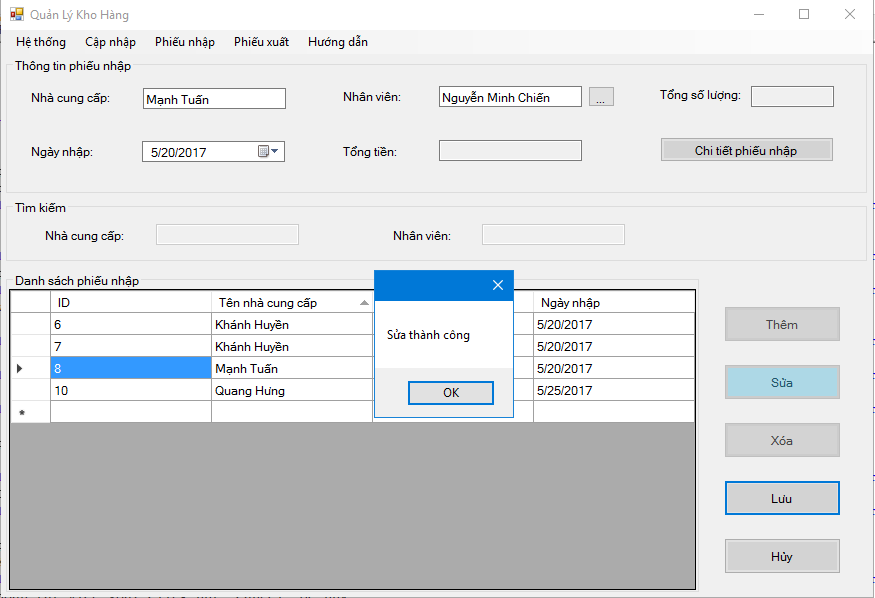 Quản Lý Kho Hàng
Hệ thống Cập nhập Phiếu nhập Phiếu xuất Hướng dẫn
Thông tin phiếu nhập
Nhà cung cấp: Mạnh Tuấn Nhân viên: Nguyễn Minh Chiến ... Tổng số lượng:
Ngày nhập: 5/20/2017 Tổng tiền: Chi tiết phiếu nhập
Tìm kiếm
Nhà cung cấp: Nhân viên:
Danh sách phiếu nhập
ID Tên nhà cung cấp Ngày nhập
6 Khánh Huyền 5/20/2017
7 Khánh Huyền 5/20/2017
8 Mạnh Tuấn 5/20/2017
10 Quang Hưng 5/25/2017
*
Sửa thành công
OK
Thêm
Sửa
Xóa
Lưu
Hủy